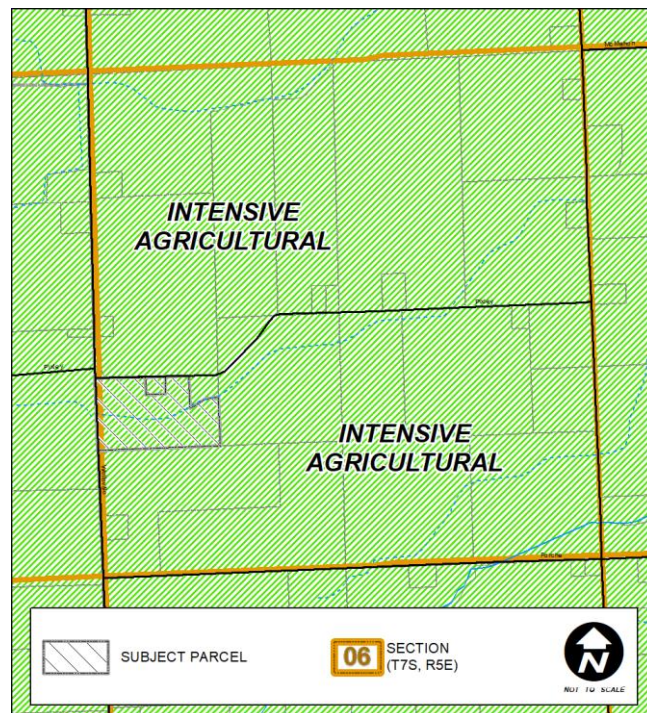 INTENSIVE
AGRICULTURAL
INTENSIVE
AGRICULTURAL
SUBJECT PARCEL
06
SECTION
(T7S, R5E)
N
NOT TO SCALE